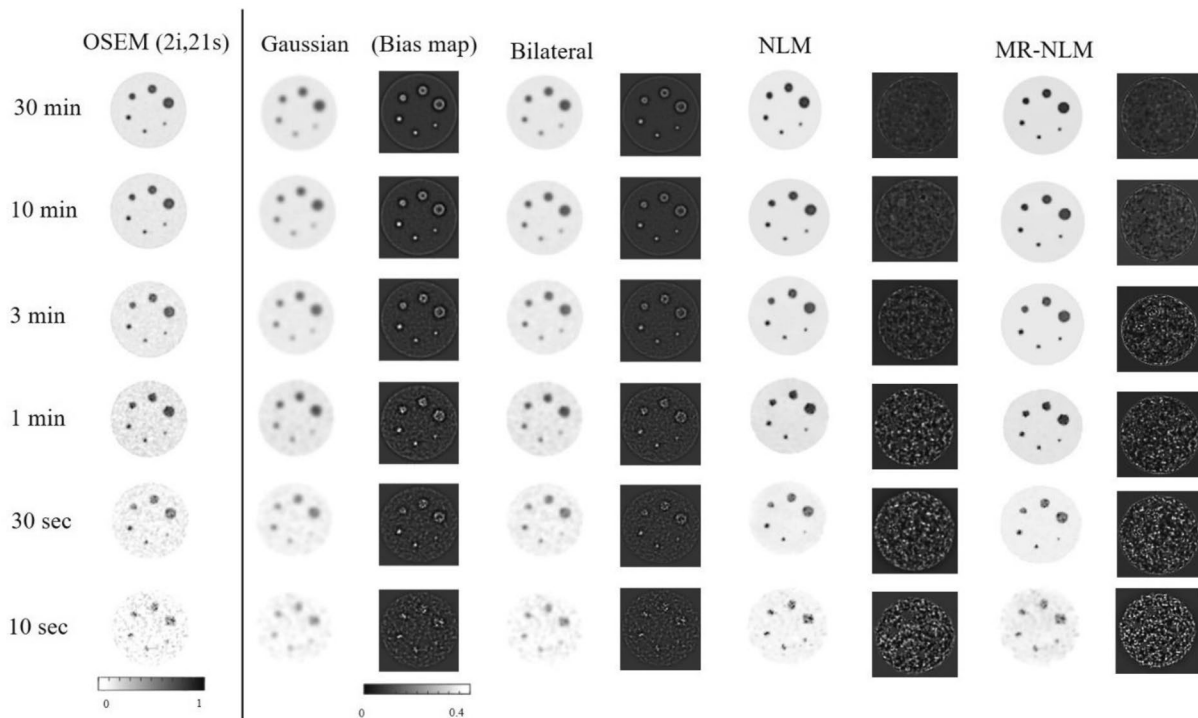 OSEM (2i,21s) Gaussian (Bias map) Bilateral NLM MR-NLM
30 min
10 min
3 min
1 min
30 sec
10 sec
0 1
0 0.4